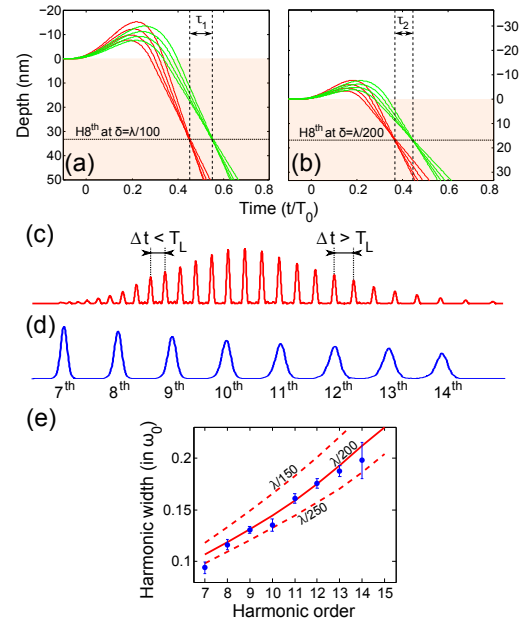 τ1 τ2
-20
-10
0
10
20
30
40
50
Depth (nm)
H8th at δ=λ/100
(a)
0 0.2 0.4 0.6 0.8
-30
-20
-10
0
10
20
30
H8th at δ=λ/200
(b)
0 0.2 0.4 0.6 0.8
Time (t/T0)
(c)
Δt < TL Δt > TL
(d)
7th 8th 9th 10th 11th 12th 13th 14th
(e)
Harmonic width (in ω0)
0.2
0.1
λ/150
λ/200
λ/250
7 8 9 10 11 12 13 14 15
Harmonic order